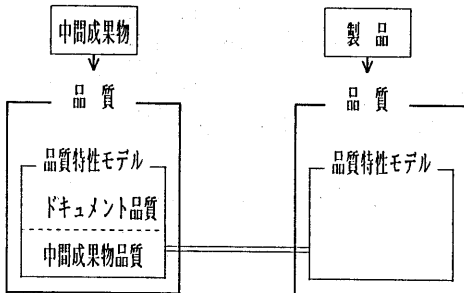 中間成果物
製品
品質
品質
品質特性モデル
品質特性モデル
ドキュメント品質
中間成果物品質